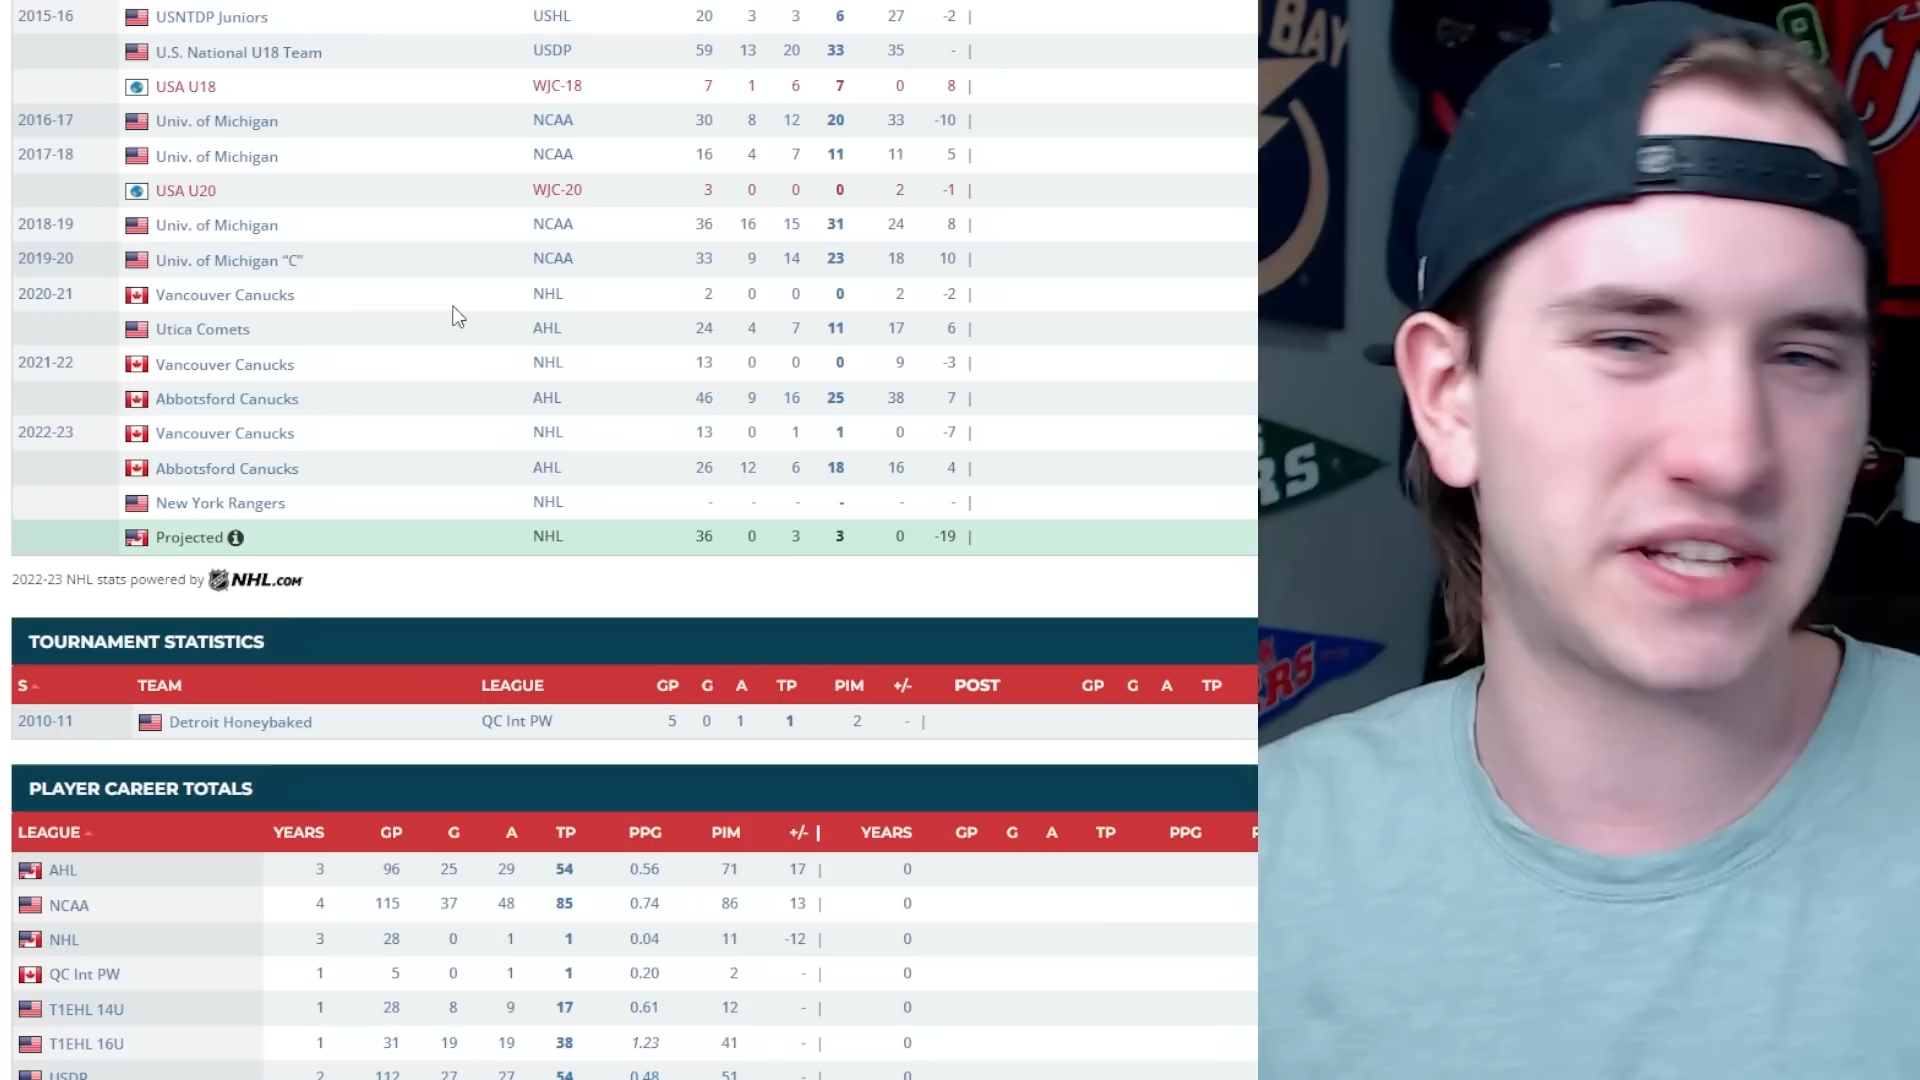 2015-16 USNTDP Juniors USHL 20 3 3 6 27 -2 |
U.S. National U18 Team USDP 59 13 20 33 35 - |
USA U18 WJC-18 7 1 6 7 0 8 |
2016-17 Univ. of Michigan NCAA 30 8 12 20 33 -10 |
2017-18 Univ. of Michigan NCAA 16 4 7 11 11 5 |
USA U20 WJC-20 3 0 0 0 2 -1 |
2018-19 Univ. of Michigan NCAA 36 16 15 31 24 8 |
2019-20 Univ. of Michigan “C” NCAA 33 9 14 23 18 10 |
2020-21 Vancouver Canucks NHL 2 0 0 0 2 -2 |
Utica Comets AHL 24 4 7 11 17 6 |
2021-22 Vancouver Canucks NHL 13 0 0 0 9 -3 |
Abbotsford Canucks AHL 46 9 16 25 38 7 |
2022-23 Vancouver Canucks NHL 13 0 1 1 0 -7 |
Abbotsford Canucks AHL 26 12 6 18 16 4 |
New York Rangers NHL - - - - - - |
Projected i NHL 36 0 3 3 0 -19 |
2022-23 NHL stats powered by NHL.COM
TOURNAMENT STATISTICS
S TEAM LEAGUE GP G A TP PIM +/- POST GP G A TP
2010-11 Detroit Honeybaked QC Int PW 5 0 1 1 2 - |
PLAYER CAREER TOTALS
LEAGUE YEARS GP G A TP PPG PIM +/- | YEARS GP G A TP PPG
AHL 3 96 25 29 54 0.56 71 17 | 0
NCAA 4 115 37 48 85 0.74 86 13 | 0
NHL 3 28 0 1 1 0.04 11 -12 | 0
QC Int PW 1 5 0 1 1 0.20 2 - | 0
T1EHL 14U 1 28 8 9 17 0.61 12 - | 0
T1EHL 16U 1 31 19 19 38 1.23 41 - | 0
USDP 2 112 27 27 54 0.48 51 - | 0
BAY
RS
ERS